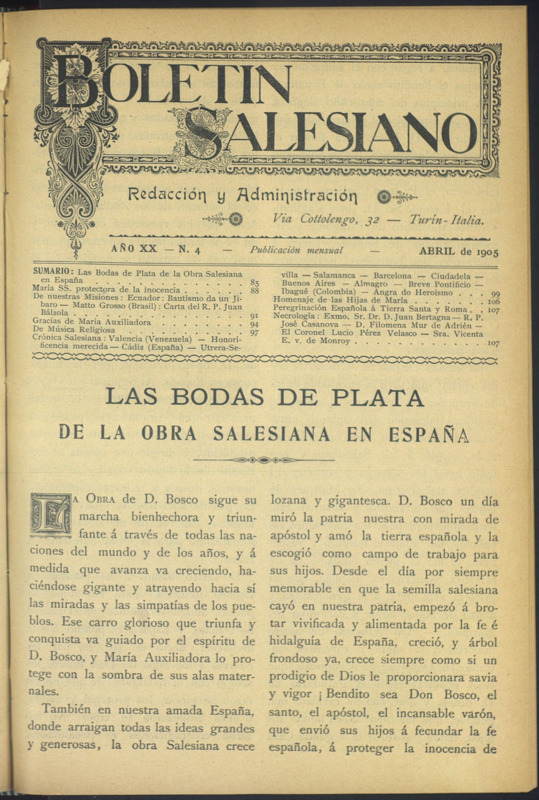 BOLETIN
SALESIANO
Redacción y Administración
Via Cottolengo, 32 — Turín-Italia.
AÑO XX — N. 4 — Publicación mensual — ABRIL de 1905
SUMARIO: Las Bodas de Plata de la Obra Salesiana
en España . . . . . . . . . . . . 85
María SS. protectora de la inocencia . . . . . . 88
De nuestras Misiones: Ecuador: Bautismo da un Ji-
baro — Matto Grosso (Brasil): Carta del R. P. Juan
Bálzola . . . . . . . . . . . . . 91
Gracias de María Auxiliadora . . . . . . . . 94
De Música Religiosa . . . . . . . . . . 97
Crónica Salesiana: Valencia (Venezuela) — Honori-
ficencia merecida — Cádiz (España) — Utrera-Se-
villa — Salamanca — Barcelona — Ciudadela —
Buenos Aires — Almagro — Breve Pontificio —
Ibagué (Colombia) — Angra do Heroismo . . . 99
Homenaje de las Hijas de María . . . . . . . 106
Peregrinación Española à Tierra Santa y Roma . . 107
Necrología: Exmo. Sr. Dr. D. Juan Bertagna — R. P.
José Casanova — D. Filomena Mur de Adrién —
El Coronel Lucio Pérez Velasco — Sra. Vicenta
E. v. de Monroy . . . . . . . . . . . 107
LAS BODAS DE PLATA
DE LA OBRA SALESIANA EN ESPAÑA
LA OBRA de D. Bosco sigue su
marcha bienhechora y triun-
fante á través de todas las na-
ciones del mundo y de los años, y á
medida que avanza va creciendo, ha-
ciéndose gigante y atrayendo hacia sí
las miradas y las simpatías de los pue-
blos. Ese carro glorioso que triunfa y
conquista va guiado por el espíritu de
D. Bosco, y María Auxiliadora lo pro-
tege con la sombra de sus alas mater-
nales.
También en nuestra amada España,
donde arraigan todas las ideas grandes
y generosas, la obra Salesiana crece
lozana y gigantesca. D. Bosco un día
miró la patria nuestra con mirada de
apóstol y amó la tierra española y la
escogió como campo de trabajo para
sus hijos. Desde el día por siempre
memorable en que la semilla salesiana
cayó en nuestra patria, empezó á bro-
tar vivificada y alimentada por la fe é
hidalguía de España, creció, y árbol
frondoso ya, crece siempre como si un
prodigio de Dios le proporcionara savia
y vigor ¡ Bendito sea Don Bosco, el
santo, el apóstol, el incansable varón,
que envió sus hijos á fecundar la fe
española, á proteger la inocencia de